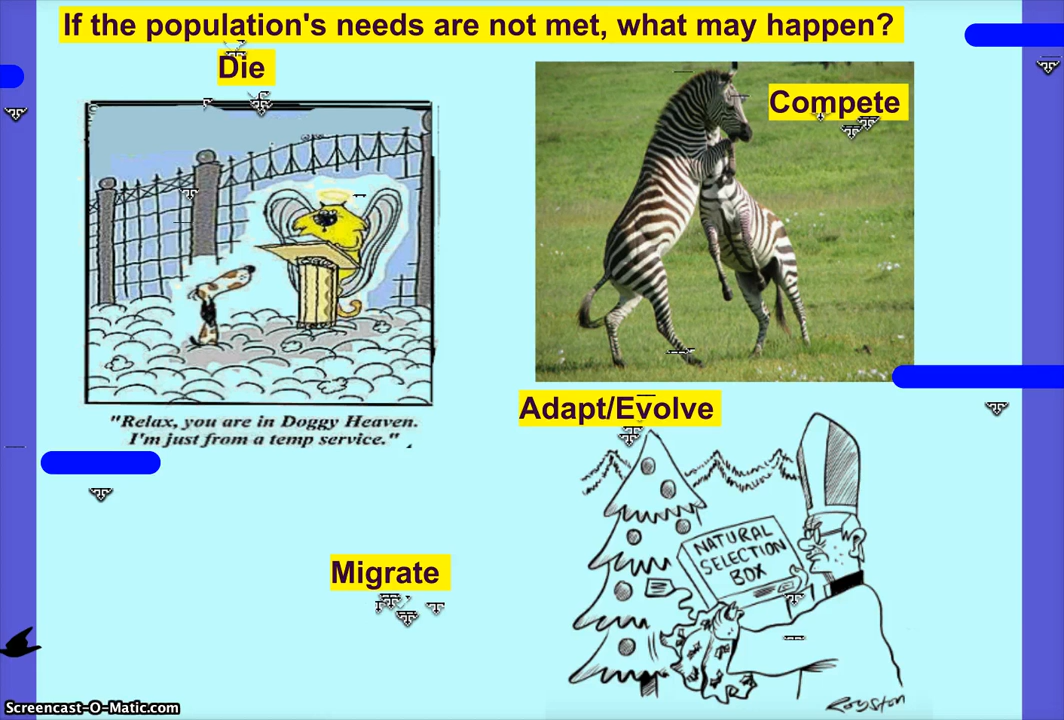 If the population's needs are not met, what may happen?
Die
Compete
"Relax, you are in Doggy Heaven.
I'm just from a temp service."
Adapt/Evolve
NATURAL
SELECTION
BOX
Migrate
Royston
Screencast-O-Matic.com